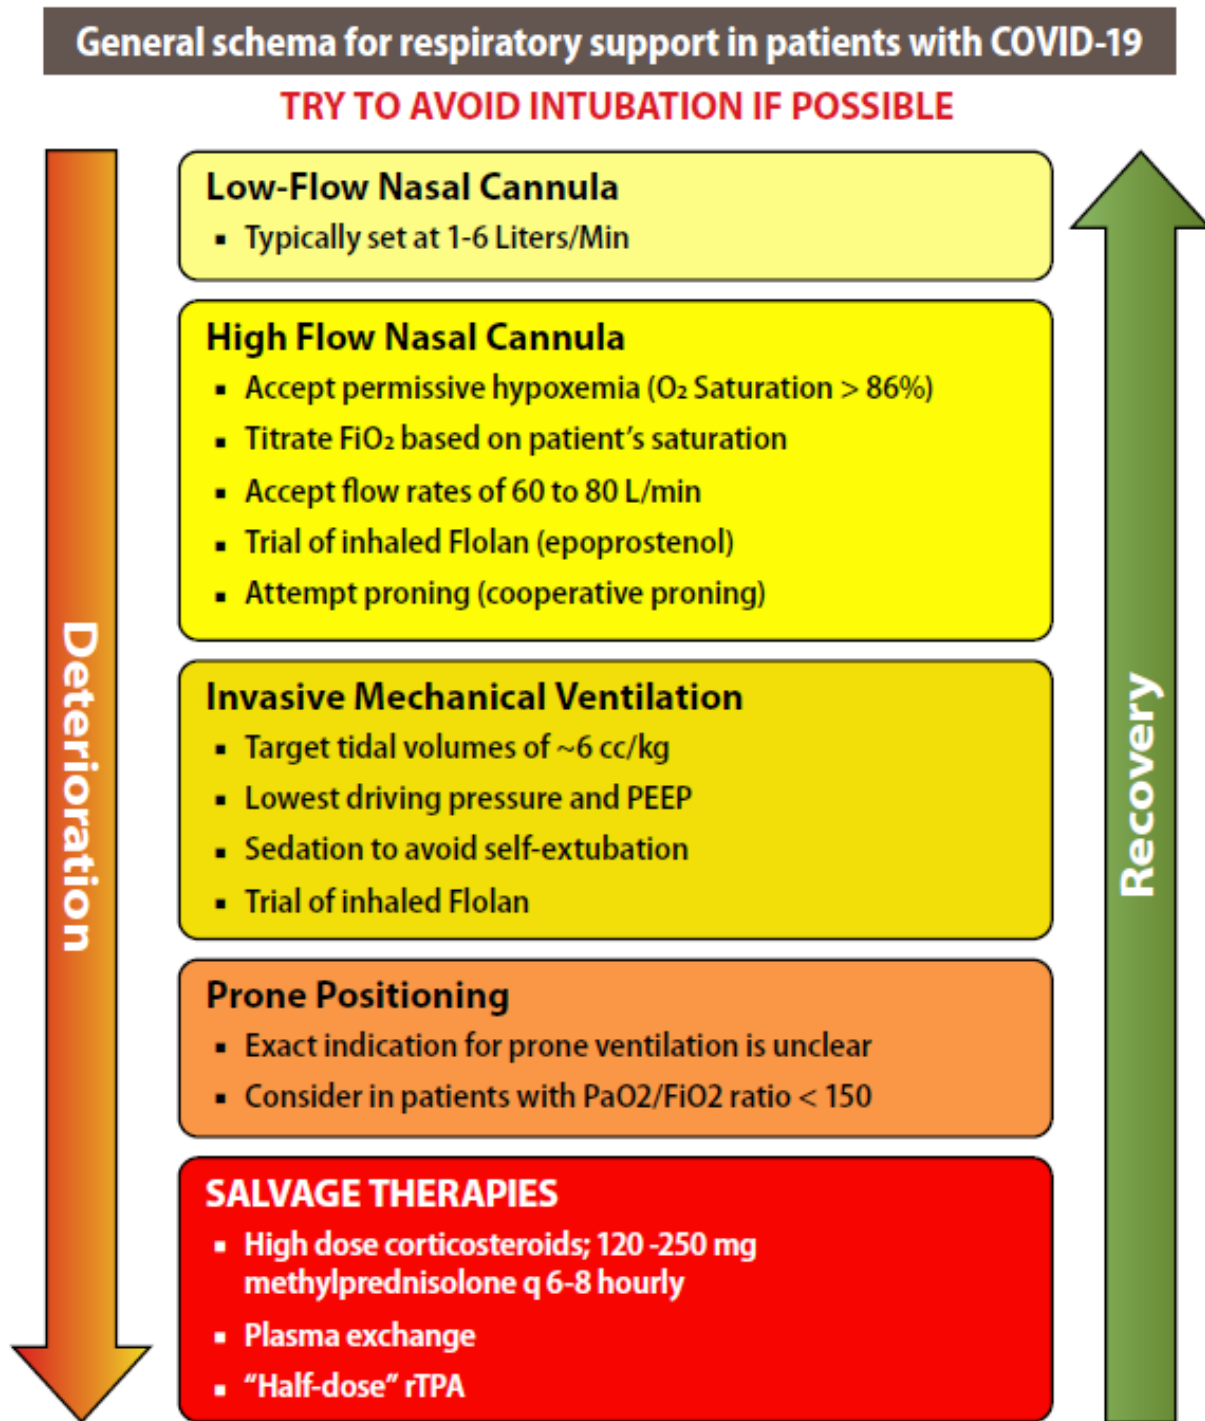 General schema for respiratory support in patients with COVID-19
TRY TO AVOID INTUBATION IF POSSIBLE
Deterioration
Low-Flow Nasal Cannula
▪ Typically set at 1-6 Liters/Min
High Flow Nasal Cannula
▪ Accept permissive hypoxemia (O₂ Saturation > 86%)
▪ Titrate FiO₂ based on patient’s saturation
▪ Accept flow rates of 60 to 80 L/min
▪ Trial of inhaled Flolan (epoprostenol)
▪ Attempt proning (cooperative proning)
Invasive Mechanical Ventilation
▪ Target tidal volumes of ~6 cc/kg
▪ Lowest driving pressure and PEEP
▪ Sedation to avoid self-extubation
▪ Trial of inhaled Flolan
Prone Positioning
▪ Exact indication for prone ventilation is unclear
▪ Consider in patients with PaO2/FiO2 ratio < 150
SALVAGE THERAPIES
▪ High dose corticosteroids; 120 -250 mg
methylprednisolone q 6-8 hourly
▪ Plasma exchange
▪ “Half-dose” rTPA
Recovery